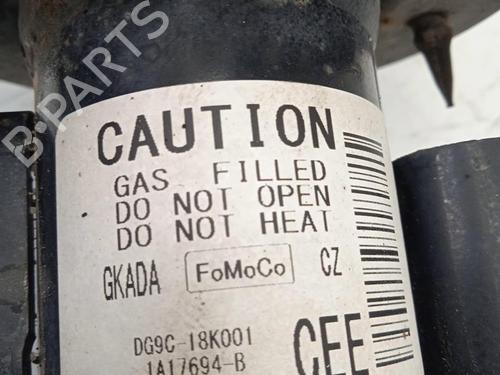 B-PARTS
CAUTION
GAS FILLED
DO NOT OPEN
DO NOT HEAT
GKADA FoMoCo CZ
DG9C-18K001
1A17694-B
CEE